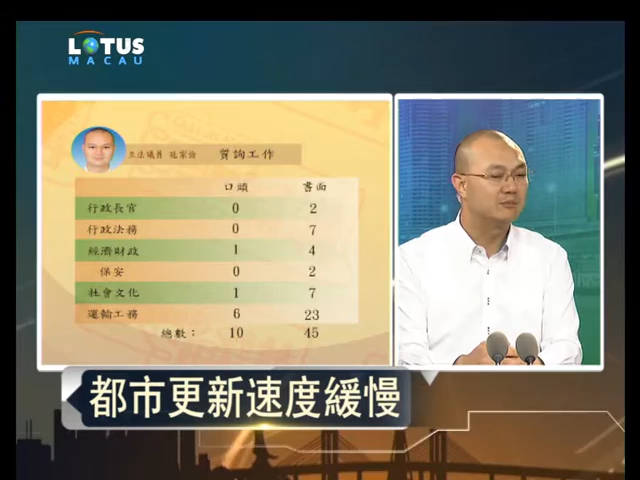 LOTUS
MACAU
立法議員 施家倫 質詢工作
口頭 書面
行政長官 0 2
行政法務 0 7
經濟財政 1 4
保安 0 2
社會文化 1 7
運輸工務 6 23
總數： 10 45
都市更新速度緩慢